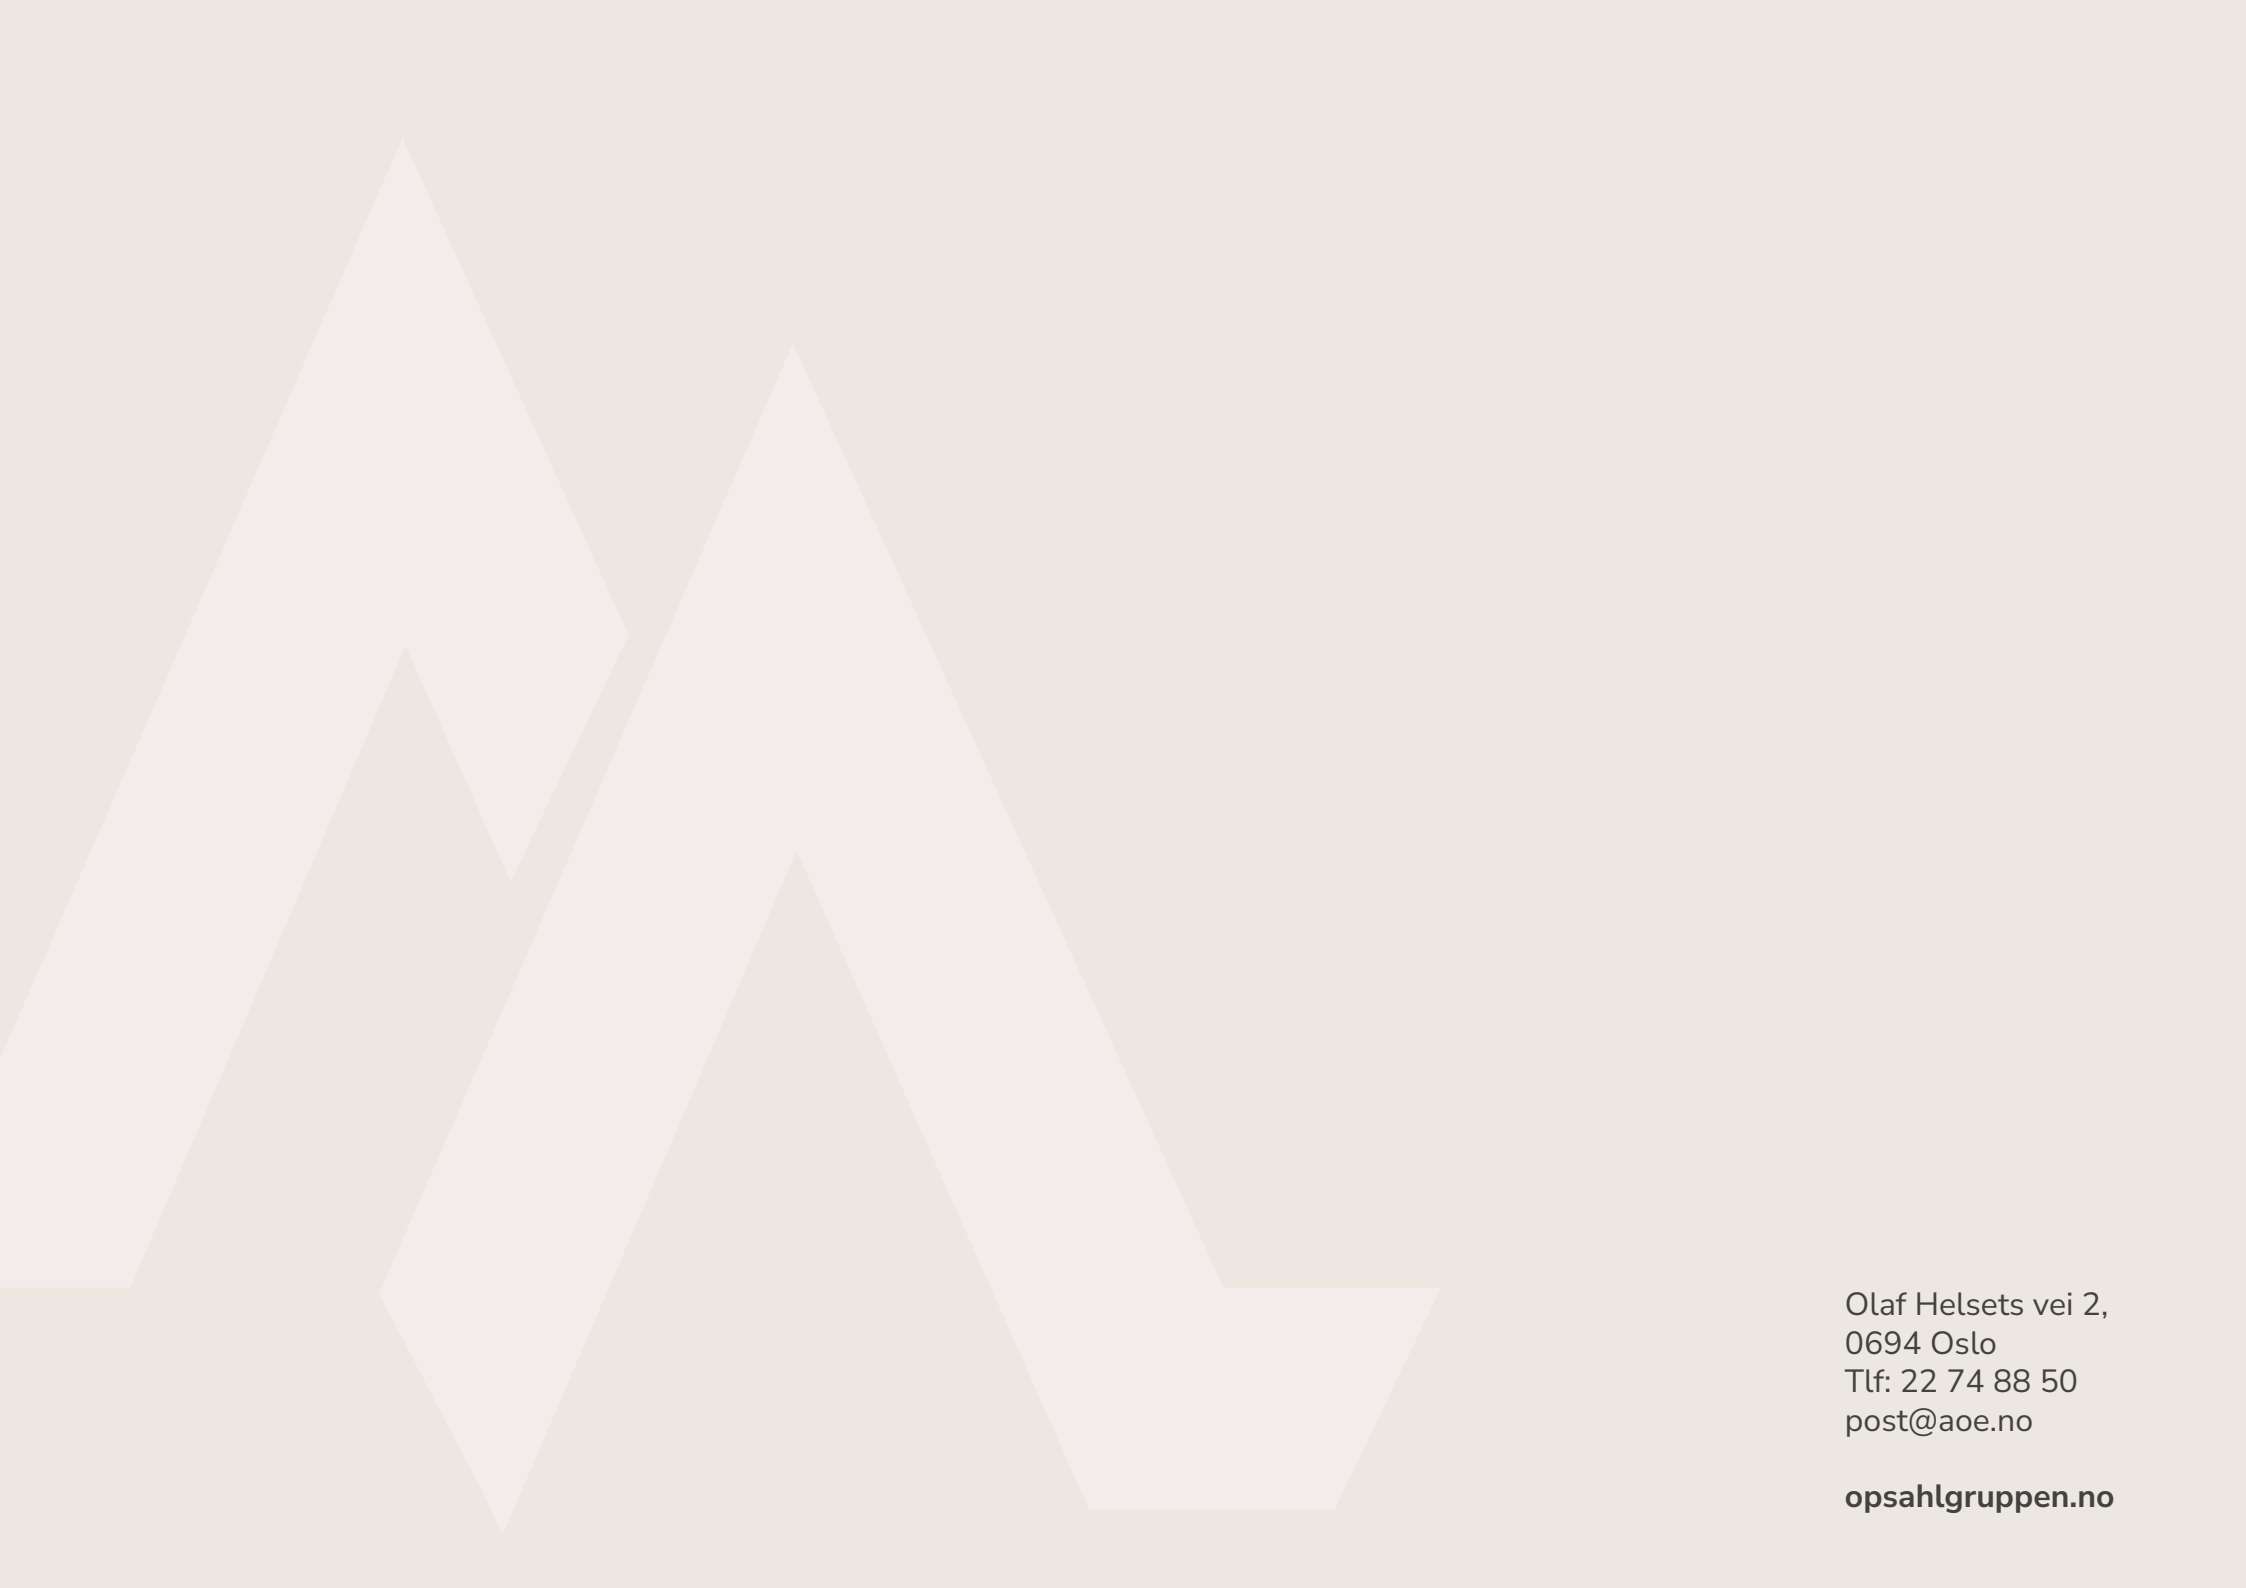 Olaf Helsets vei 2,
0694 Oslo
Tlf: 22 74 88 50
post@aoe.no
opsahlgruppen.no